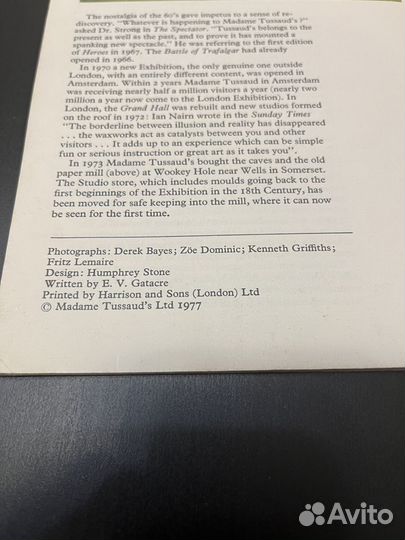 The nostalgia of the 60's gave impetus to a sense of re-
discovery. "Whatever is happening to Madame Tussaud's?"
asked Dr. Strong in The Spectator. "Tussaud's belongs to the
present as well as the past, and to prove it has mounted a
spanking new spectacle." He was referring to the first edition
of Heroes in 1967. The Battle of Trafalgar had already
opened in 1966.
In 1970 a new Exhibition, the only genuine one outside
London, with an entirely different content, was opened in
Amsterdam. Within 2 years Madame Tussaud in Amsterdam
was receiving nearly half a million visitors a year (nearly two
million a year now come to the London Exhibition). In
London, the Grand Hall was rebuilt and new studios formed
on the roof in 1972: Ian Nairn wrote in the Sunday Times
"The borderline between illusion and reality has disappeared
. . . the waxworks act as catalysts between you and other
visitors . . . It adds up to an experience which can be simple
fun or serious instruction or great art as it takes you".
In 1973 Madame Tussaud's bought the caves and the old
paper mill (above) at Wookey Hole near Wells in Somerset.
The Studio store, which includes moulds going back to the
first beginnings of the Exhibition in the 18th Century, has
been moved for safe keeping into the mill, where it can now
be seen for the first time.
Photographs: Derek Bayes; Zöe Dominic; Kenneth Griffiths;
Fritz Lemaire
Design: Humphrey Stone
Written by E. V. Gatacre
Printed by Harrison and Sons (London) Ltd
© Madame Tussaud's Ltd 1977
Avito